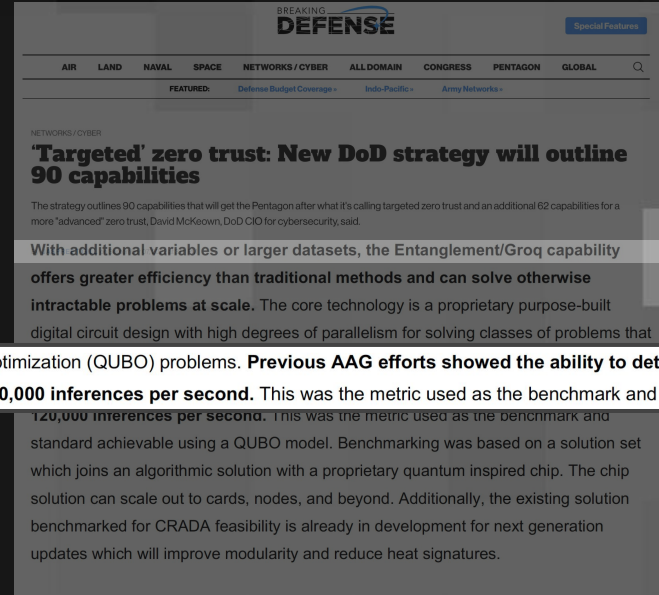 BREAKING
DEFENSE
Special Features
AIR LAND NAVAL SPACE NETWORKS / CYBER ALL DOMAIN CONGRESS PENTAGON GLOBAL
FEATURED: Defense Budget Coverage » Indo-Pacific » Army Networks »
NETWORKS / CYBER
‘Targeted’ zero trust: New DoD strategy will outline
90 capabilities
The strategy outlines 90 capabilities that will get the Pentagon after what it's calling targeted zero trust and an additional 62 capabilities for a
more "advanced" zero trust, David McKeown, DoD CIO for cybersecurity, said.
With additional variables or larger datasets, the Entanglement/Groq capability
offers greater efficiency than traditional methods and can solve otherwise
intractable problems at scale. The core technology is a proprietary purpose-built
digital circuit design with high degrees of parallelism for solving classes of problems that
ptimization (QUBO) problems. Previous AAG efforts showed the ability to det
0,000 inferences per second. This was the metric used as the benchmark and
120,000 inferences per second. This was the metric used as the benchmark and
standard achievable using a QUBO model. Benchmarking was based on a solution set
which joins an algorithmic solution with a proprietary quantum inspired chip. The chip
solution can scale out to cards, nodes, and beyond. Additionally, the existing solution
benchmarked for CRADA feasibility is already in development for next generation
updates which will improve modularity and reduce heat signatures.